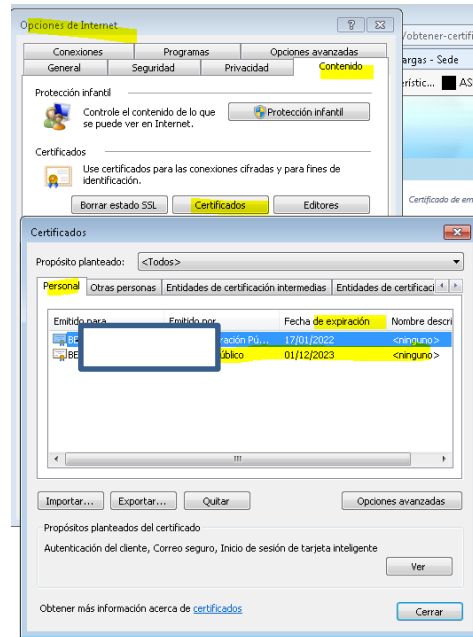 Opciones de Internet
/obtener-certifi
Conexiones Programas Opciones avanzadas
argas - Sede
General Seguridad Privacidad Contenido
erístic... AS
Protección infantil
Controle el contenido de lo que se puede ver en Internet.
Protección infantil
Certificados
Use certificados para las conexiones cifradas y para fines de identificación.
Certificado de em
Borrar estado SSL Certificados Editores
Certificados
Propósito planteado: <Todos>
Personal Otras personas Entidades de certificación intermedias Entidades de certificaci
Emitido para Emitido por Fecha de expiración Nombre descri
BE ración Pú... 17/01/2022 <ninguno>
BE úblico 01/12/2023 <ninguno>
Importar... Exportar... Quitar Opciones avanzadas
Propósitos planteados del certificado
Autenticación del cliente, Correo seguro, Inicio de sesión de tarjeta inteligente
Ver
Obtener más información acerca de certificados
Cerrar